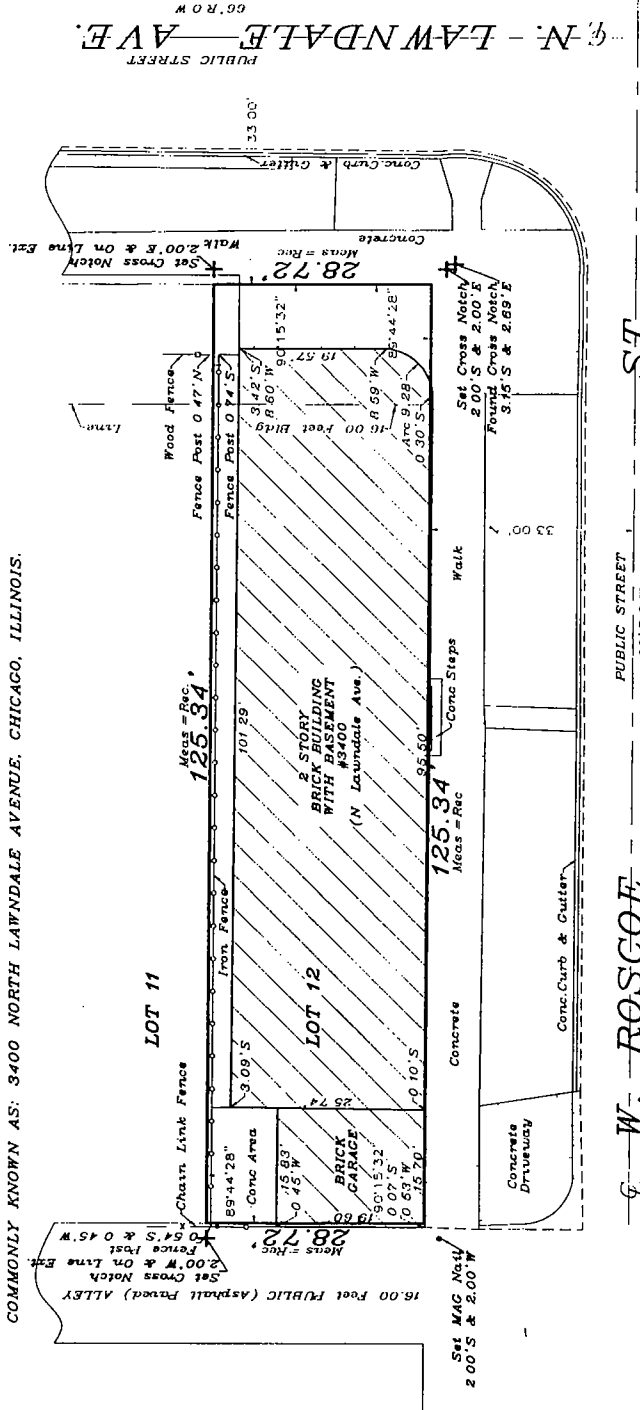 COMMONLY KNOWN AS: 3400 NORTH LAWNDALE AVENUE, CHICAGO, ILLINOIS.
℄ N. LAWNDALE AVE.
PUBLIC STREET
66' ROW
33.00'
Conc. Curb & Gutter
Concrete
Walk
Set Cross Notch
2.00'E & On Line Ext.
28.72'
Meas = Rec
Set Cross Notch
2.00'S & 2.00'E
Found Cross Notch
3.15'S & 2.69'E
Wood Fence
Fence Post 0.47'N
Fence Post 0.74'S
Line
16.00 Feet Bldg
3.42'S
8.60'W
90°15'32"
19.57
89°44'28"
8.59'W
Arc 9.28
0.30'S
LOT 11
125.34'
Meas = Rec.
Iron Fence
101.29'
2 STORY
BRICK BUILDING
WITH BASEMENT
#3400
(N Lawndale Ave.)
LOT 12
95.50'
Conc Steps
125.34'
Meas = Rec
Concrete
Walk
33.00'
Chain Link Fence
89°44'28"
Conc Area
3.09'S
25.74'
0.10'S
15.83'
0.45'W
BRICK
GARAGE
90°15'32"
0.07'S
0.53'W
15.70'
19.60
28.72'
Meas = Rec
Set Cross Notch
2.00'W & On Line Ext.
Fence Post
0.54'S & 0.45'W
16.00 Feet PUBLIC (Asphalt Paved) ALLEY
Set MAG Nail
2.00'S & 2.00'W
Concrete
Driveway
Conc. Curb & Gutter
℄ W. ROSCOE ST
PUBLIC STREET